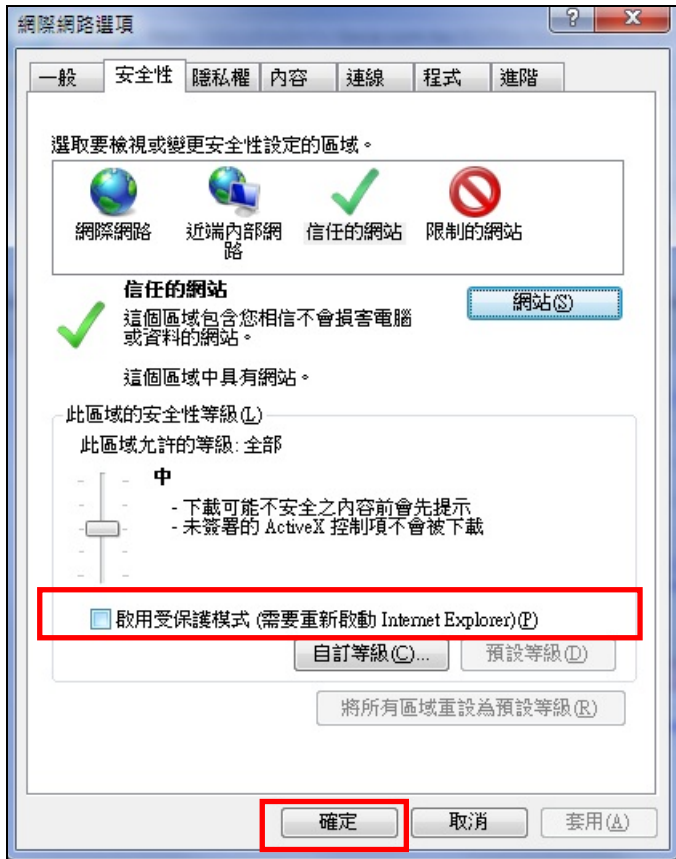 網際網路選項
一般 安全性 隱私權 內容 連線 程式 進階
選取要檢視或變更安全性設定的區域。
網際網路 近端內部網路 信任的網站 限制的網站
信任的網站
網站(S)
這個區域包含您相信不會損害電腦
或資料的網站。
這個區域中具有網站。
此區域的安全性等級(L)
此區域允許的等級: 全部
中
- 下載可能不安全之內容前會先提示
- 未簽署的 ActiveX 控制項不會被下載
啟用受保護模式 (需要重新啟動 Internet Explorer)(P)
自訂等級(C)... 預設等級(D)
將所有區域重設為預設等級(R)
確定 取消 套用(A)